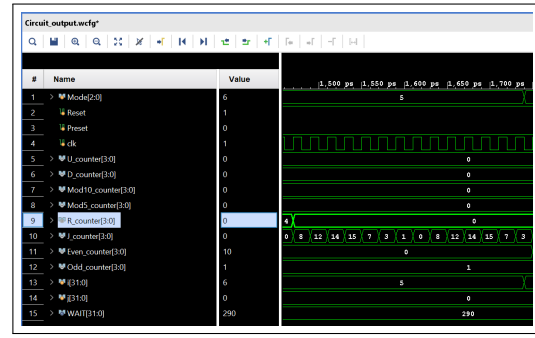 Circuit_output.wcfg*
# Name Value
1,500 ps 1,550 ps 1,600 ps 1,650 ps 1,700 ps
1 Mode[2:0] 6 5
2 Reset 1
3 Preset 0
4 clk 1
5 U_counter[3:0] 0 0
6 D_counter[3:0] 0 0
7 Mod10_counter[3:0] 0 0
8 Mod5_counter[3:0] 0 0
9 R_counter[3:0] 0 4 0
10 J_counter[3:0] 0 0 8 12 14 15 7 3 1 0 8 12 14 15 7 3
11 Even_counter[3:0] 10 0
12 Odd_counter[3:0] 1 1
13 i[31:0] 6 5
14 j[31:0] 0 0
15 WAIT[31:0] 290 290